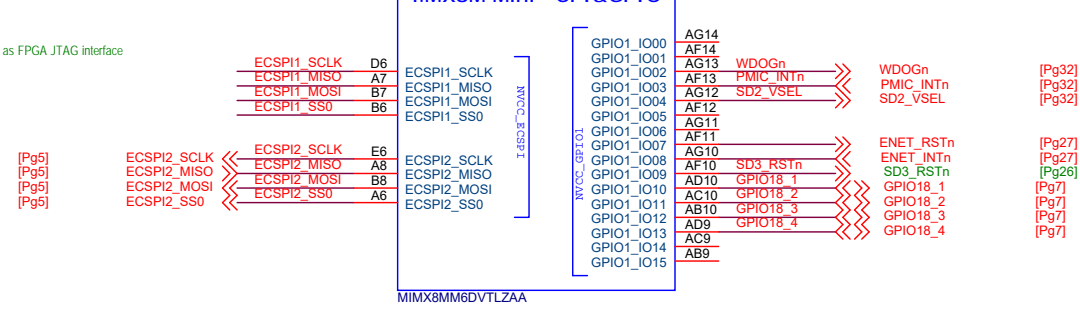 as FPGA JTAG interface
ECSPI1_SCLK D6 ECSPI1_SCLK
ECSPI1_MISO A7 ECSPI1_MISO
ECSPI1_MOSI B7 ECSPI1_MOSI
ECSPI1_SS0 B6 ECSPI1_SS0
NVCC_ECSPI
[Pg5] ECSPI2_SCLK ECSPI2_SCLK E6 ECSPI2_SCLK
[Pg5] ECSPI2_MISO ECSPI2_MISO A8 ECSPI2_MISO
[Pg5] ECSPI2_MOSI ECSPI2_MOSI B8 ECSPI2_MOSI
[Pg5] ECSPI2_SS0 ECSPI2_SS0 A6 ECSPI2_SS0
NVCC_GPIO1
GPIO1_IO00 AG14
GPIO1_IO01 AF14
GPIO1_IO02 AG13 WDOGn WDOGn [Pg32]
GPIO1_IO03 AF13 PMIC_INTn PMIC_INTn [Pg32]
GPIO1_IO04 AG12 SD2_VSEL SD2_VSEL [Pg32]
GPIO1_IO05 AF12
GPIO1_IO06 AG11
GPIO1_IO07 AF11 ENET_RSTn [Pg27]
GPIO1_IO08 AG10 ENET_INTn [Pg27]
GPIO1_IO09 AF10 SD3_RSTn SD3_RSTn [Pg26]
GPIO1_IO10 AD10 GPIO18_1 GPIO18_1 [Pg7]
GPIO1_IO11 AC10 GPIO18_2 GPIO18_2 [Pg7]
GPIO1_IO12 AB10 GPIO18_3 GPIO18_3 [Pg7]
GPIO1_IO13 AD9 GPIO18_4 GPIO18_4 [Pg7]
GPIO1_IO14 AC9
GPIO1_IO15 AB9
MIMX8MM6DVTLZAA